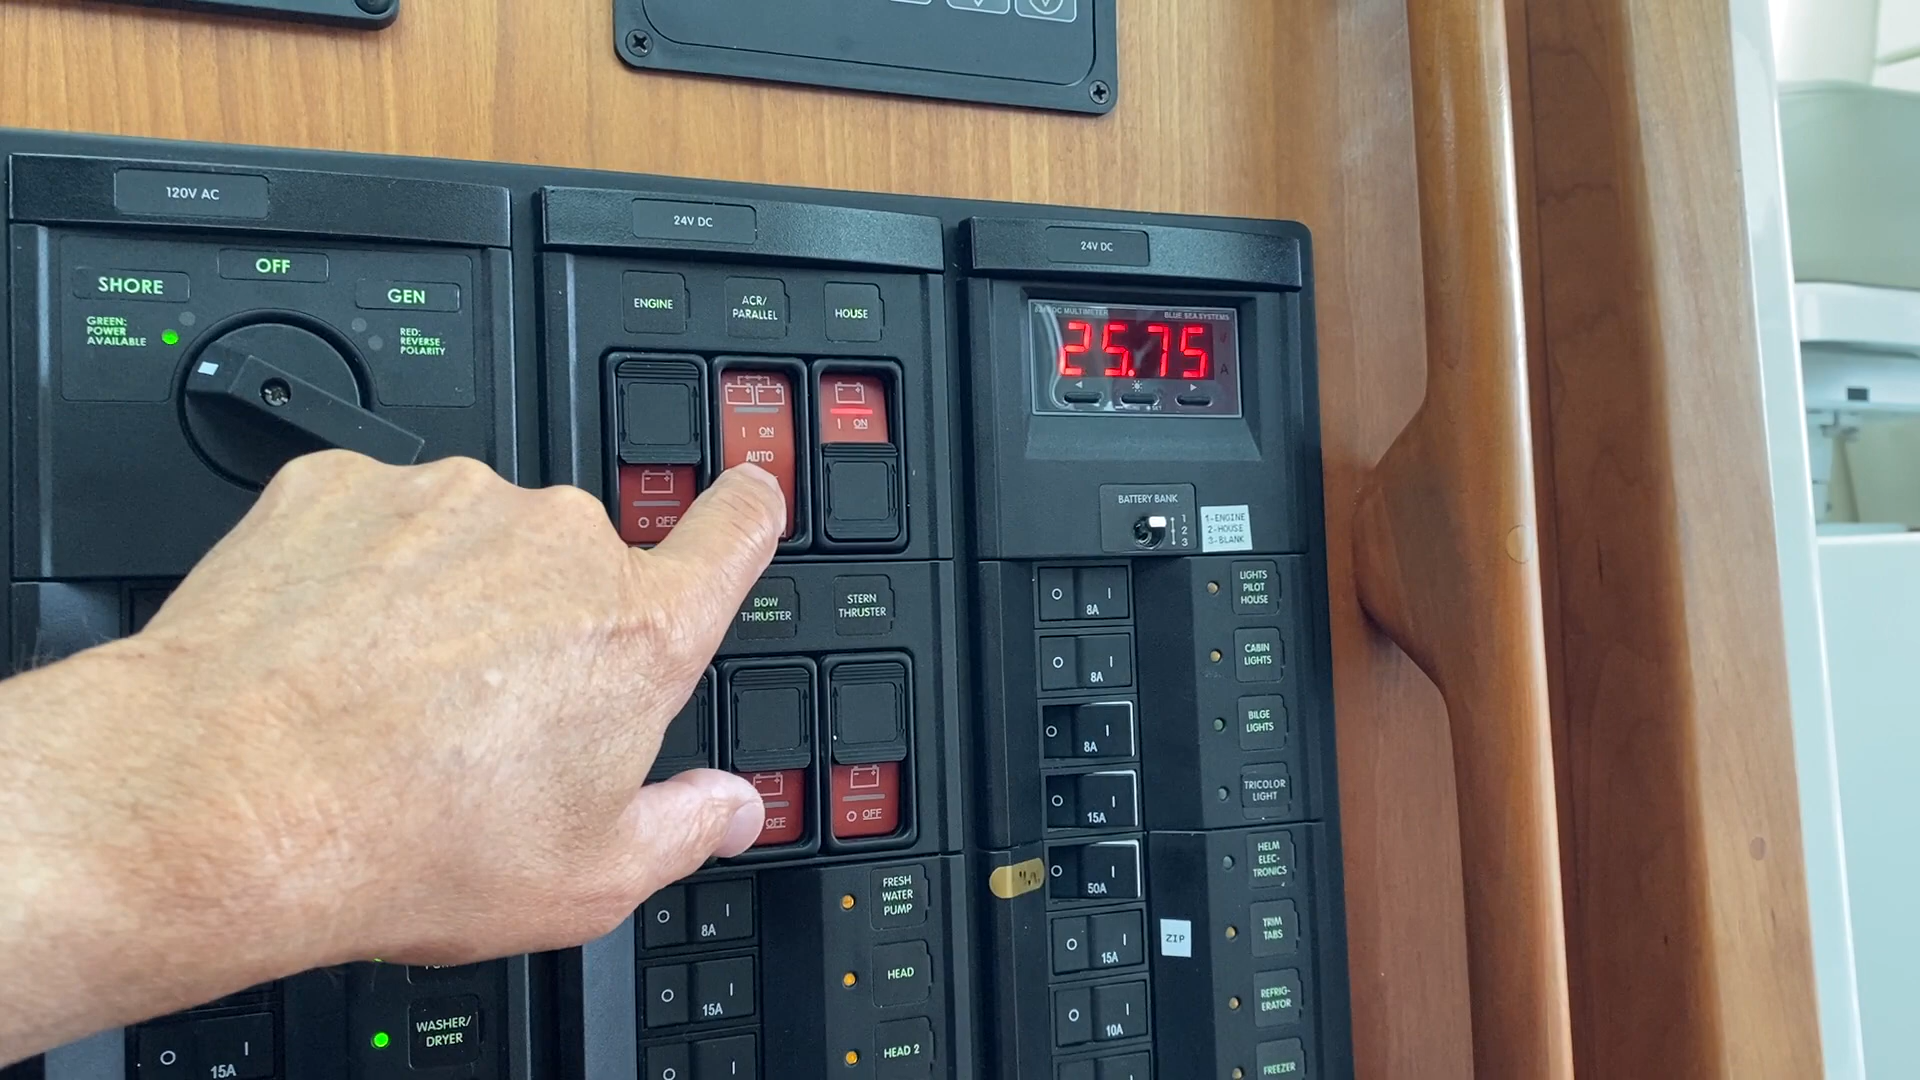 120V AC
OFF
SHORE
GEN
GREEN:
POWER
AVAILABLE
RED:
REVERSE
POLARITY
24V DC
ENGINE
ACR/
PARALLEL
HOUSE
I ON
AUTO
I ON
O OFF
BOW
THRUSTER
STERN
THRUSTER
OFF
O OFF
FRESH
WATER
PUMP
8A
HEAD
15A
HEAD 2
WASHER/
DRYER
15A
24V DC
DC MULTIMETER
BLUE SEA SYSTEMS
25.75
A
BATTERY BANK
1
2
3
1-ENGINE
2-HOUSE
3-BLANK
8A
LIGHTS
PILOT
HOUSE
8A
CABIN
LIGHTS
8A
BILGE
LIGHTS
15A
TRICOLOR
LIGHT
50A
HELM
ELEC-
TRONICS
15A
ZIP
TRIM
TABS
10A
REFRIG-
ERATOR
FREEZER